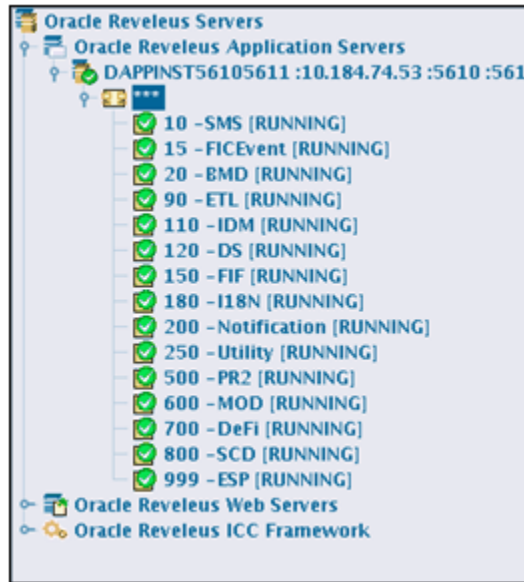 Oracle Reveleus Servers
Oracle Reveleus Application Servers
DAPPINST56105611 :10.184.74.53 :5610 :561
***
10 -SMS [RUNNING]
15 -FICEvent [RUNNING]
20 -BMD [RUNNING]
90 -ETL [RUNNING]
110 -IDM [RUNNING]
120 -DS [RUNNING]
150 -FIF [RUNNING]
180 -I18N [RUNNING]
200 -Notification [RUNNING]
250 -Utility [RUNNING]
500 -PR2 [RUNNING]
600 -MOD [RUNNING]
700 -DeFi [RUNNING]
800 -SCD [RUNNING]
999 -ESP [RUNNING]
Oracle Reveleus Web Servers
Oracle Reveleus ICC Framework